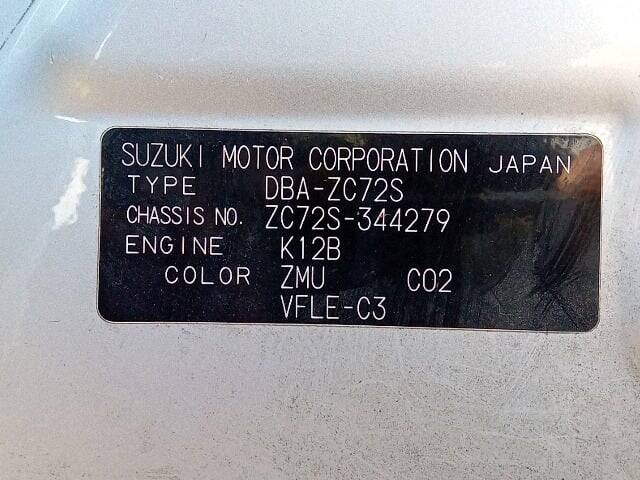 SUZUKI MOTOR CORPORATION JAPAN
TYPE DBA-ZC72S
CHASSIS NO. ZC72S-344279
ENGINE K12B
COLOR ZMU C02
VFLE-C3